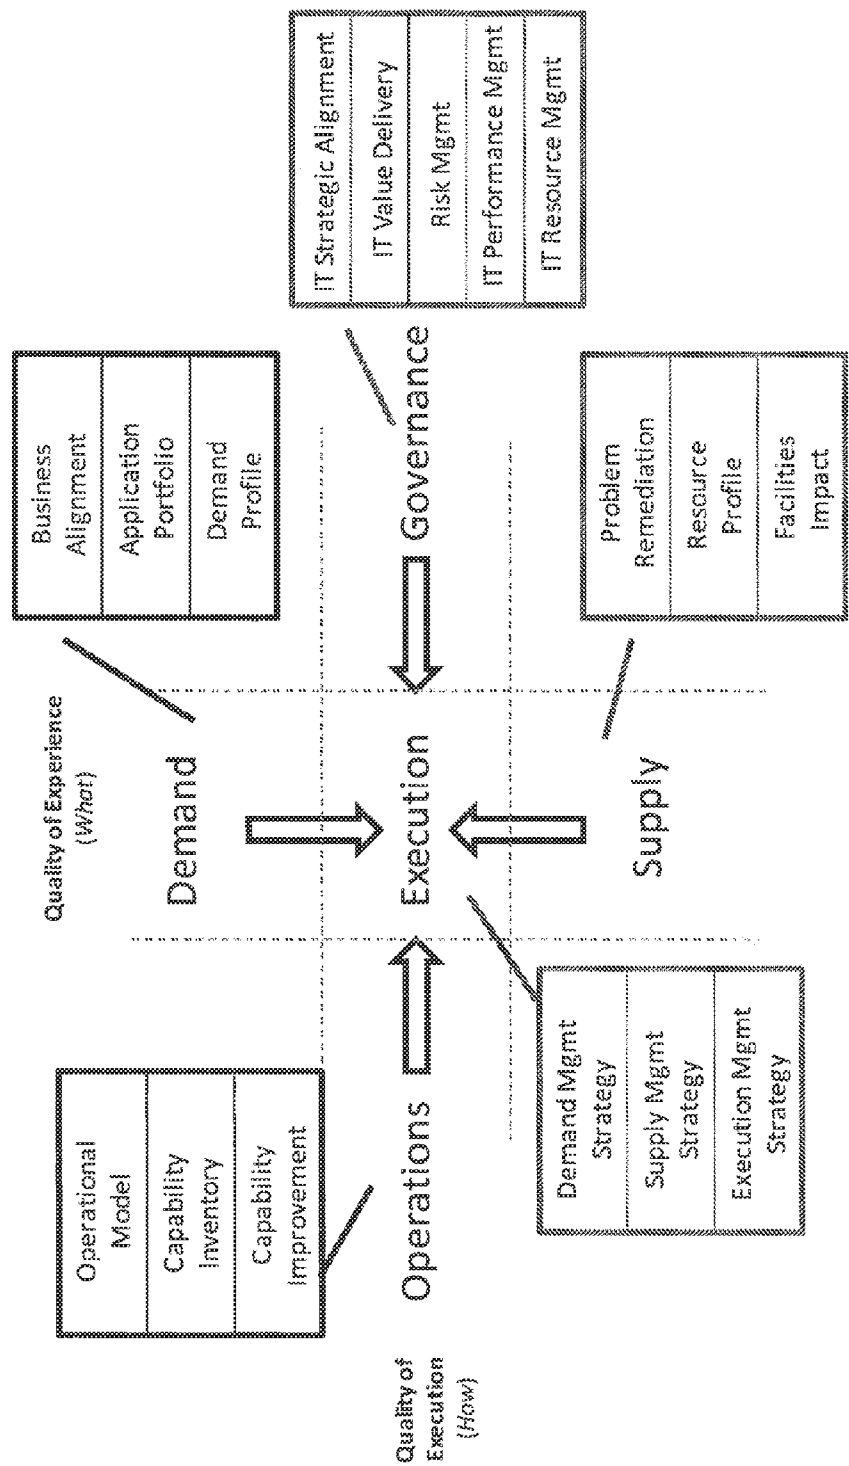 Quality of Experience
(What)
Demand
Business
Alignment
Application
Portfolio
Demand
Profile
Operational
Model
Capability
Inventory
Capability
Improvement
IT Strategic Alignment
IT Value Delivery
Risk Mgmt
IT Performance Mgmt
IT Resource Mgmt
Quality of
Execution
(How)
Operations
Execution
Governance
Demand Mgmt
Strategy
Supply Mgmt
Strategy
Execution Mgmt
Strategy
Supply
Problem
Remediation
Resource
Profile
Facilities
Impact